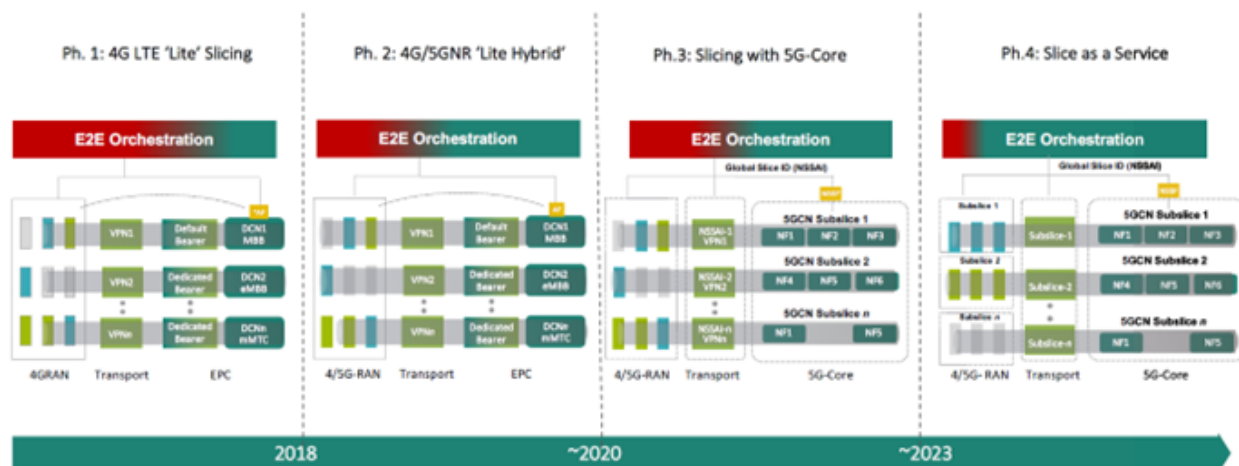 Ph. 1: 4G LTE 'Lite' Slicing
E2E Orchestration
TAP
VPN1
Default
Bearer
DCN1
MBB
VPN2
Dedicated
Bearer
DCN2
eMBB
VPNn
Dedicated
Bearer
DCNn
mMTC
4GRAN
Transport
EPC
Ph. 2: 4G/5GNR 'Lite Hybrid'
E2E Orchestration
AF
VPN1
Default
Bearer
DCN1
MBB
VPN2
Dedicated
Bearer
DCN2
eMBB
VPNn
Dedicated
Bearer
DCNn
mMTC
4/5G-RAN
Transport
EPC
Ph.3: Slicing with 5G-Core
E2E Orchestration
Global Slice ID (NSSAI)
5GCN Subslice 1
NSSAI-1
VPN1
NF1
NF2
NF3
5GCN Subslice 2
NSSAI-2
VPN2
NF4
NF5
NF6
5GCN Subslice n
NSSAI-n
VPNn
NF1
NF5
4/5G-RAN
Transport
5G-Core
Ph.4: Slice as a Service
E2E Orchestration
Global Slice ID (NSSAI)
Subslice 1
5GCN Subslice 1
Subslice-1
NF1
NF2
NF3
Subslice 2
5GCN Subslice 2
Subslice-2
NF4
NF5
NF6
Subslice n
5GCN Subslice n
Subslice-n
NF1
NF5
4/5G- RAN
Transport
5G-Core
2018
~2020
~2023